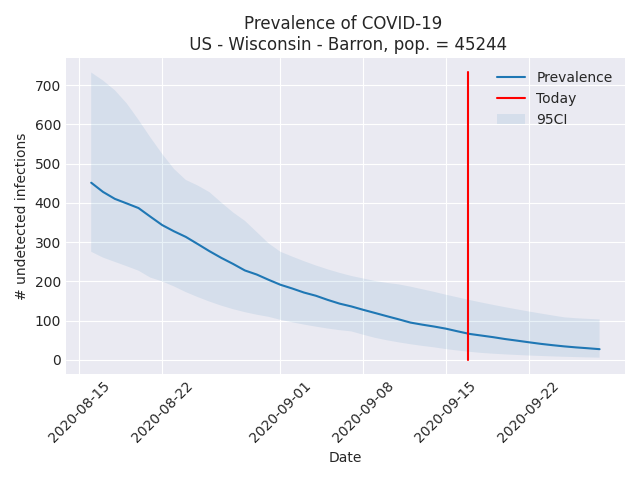 Prevalence of COVID-19
US - Wisconsin - Barron, pop. = 45244
Prevalence
Today
95CI
# undetected infections
700
600
500
400
300
200
100
0
2020-08-15
2020-08-22
2020-09-01
2020-09-08
2020-09-15
2020-09-22
Date